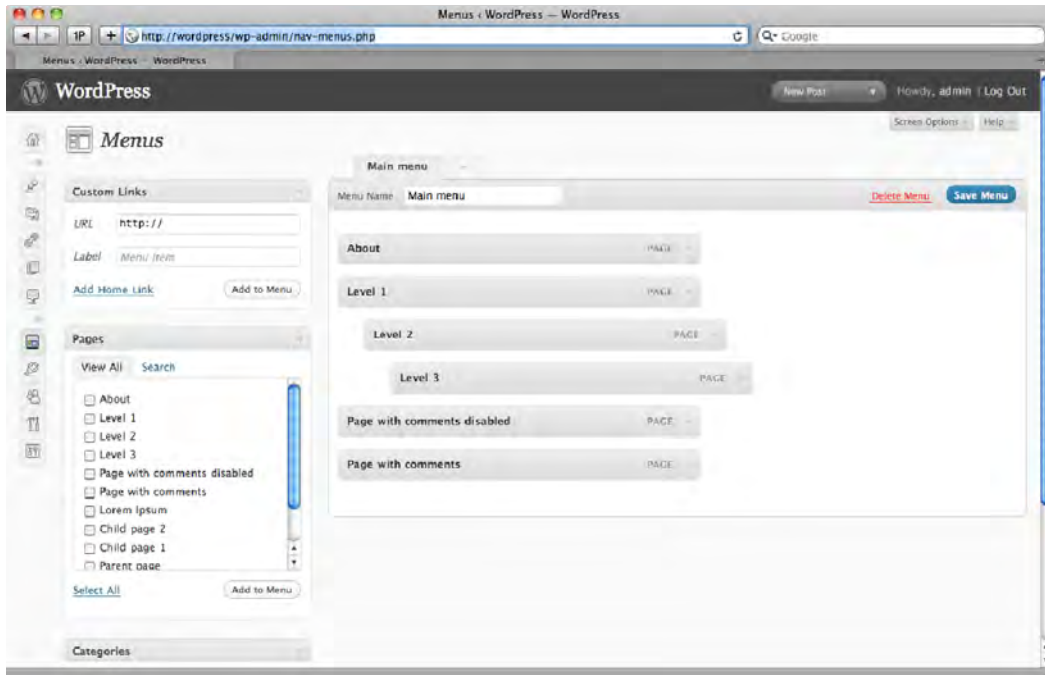 Menus ‹ WordPress — WordPress
1P + http://wordpress/wp-admin/nav-menus.php Google
Menus ‹ WordPress — WordPress
WordPress New Post Howdy, admin | Log Out
Screen Options Help
Menus
Main menu
Custom Links
Menu Name Main menu Delete Menu Save Menu
URL http://
Label Menu Item
Add Home Link Add to Menu
About PAGE
Level 1 PAGE
Level 2 PAGE
Level 3 PAGE
Page with comments disabled PAGE
Page with comments PAGE
Pages
View All Search
About
Level 1
Level 2
Level 3
Page with comments disabled
Page with comments
Lorem Ipsum
Child page 2
Child page 1
Parent page
Select All Add to Menu
Categories